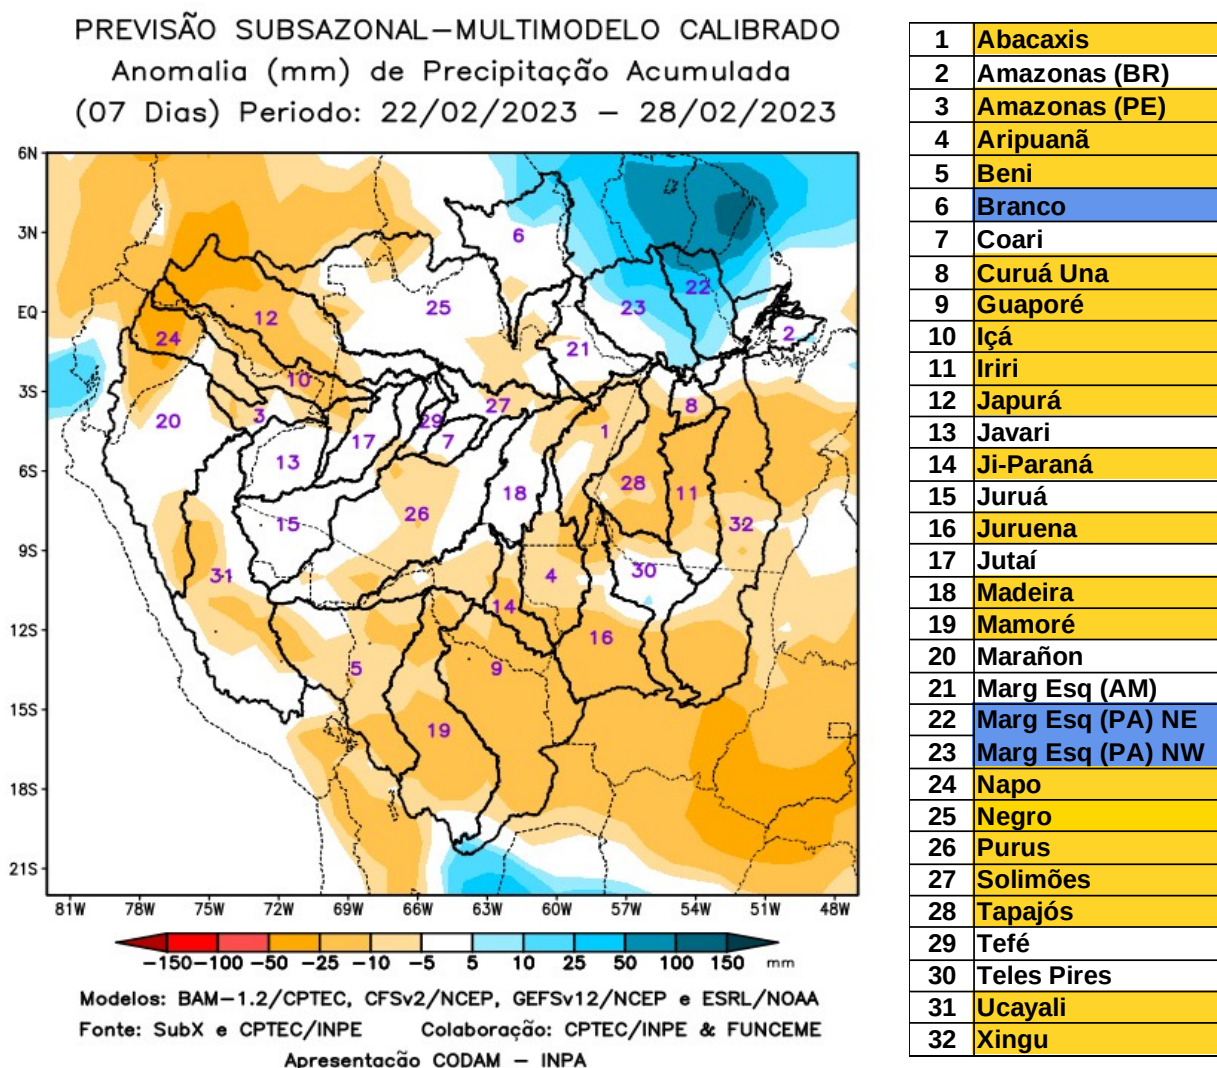 PREVISÃO SUBSAZONAL–MULTIMODELO CALIBRADO
Anomalia (mm) de Precipitação Acumulada
(07 Dias) Periodo: 22/02/2023 – 28/02/2023
6N
3N
EQ
3S
6S
9S
12S
15S
18S
21S
6
25
12
24
23
22
2
21
10
3
20
27
8
29
1
17
7
13
28
11
18
26
15
32
31
4
30
14
16
5
9
19
81W 78W 75W 72W 69W 66W 63W 60W 57W 54W 51W 48W
−150 −100 −50 −25 −10 −5 5 10 25 50 100 150 mm
Modelos: BAM−1.2/CPTEC, CFSv2/NCEP, GEFSv12/NCEP e ESRL/NOAA
Fonte: SubX e CPTEC/INPE Colaboração: CPTEC/INPE & FUNCEME
Apresentacão CODAM − INPA
1 Abacaxis
2 Amazonas (BR)
3 Amazonas (PE)
4 Aripuanã
5 Beni
6 Branco
7 Coari
8 Curuá Una
9 Guaporé
10 Içá
11 Iriri
12 Japurá
13 Javari
14 Ji-Paraná
15 Juruá
16 Juruena
17 Jutaí
18 Madeira
19 Mamoré
20 Marañon
21 Marg Esq (AM)
22 Marg Esq (PA) NE
23 Marg Esq (PA) NW
24 Napo
25 Negro
26 Purus
27 Solimões
28 Tapajós
29 Tefé
30 Teles Pires
31 Ucayali
32 Xingu